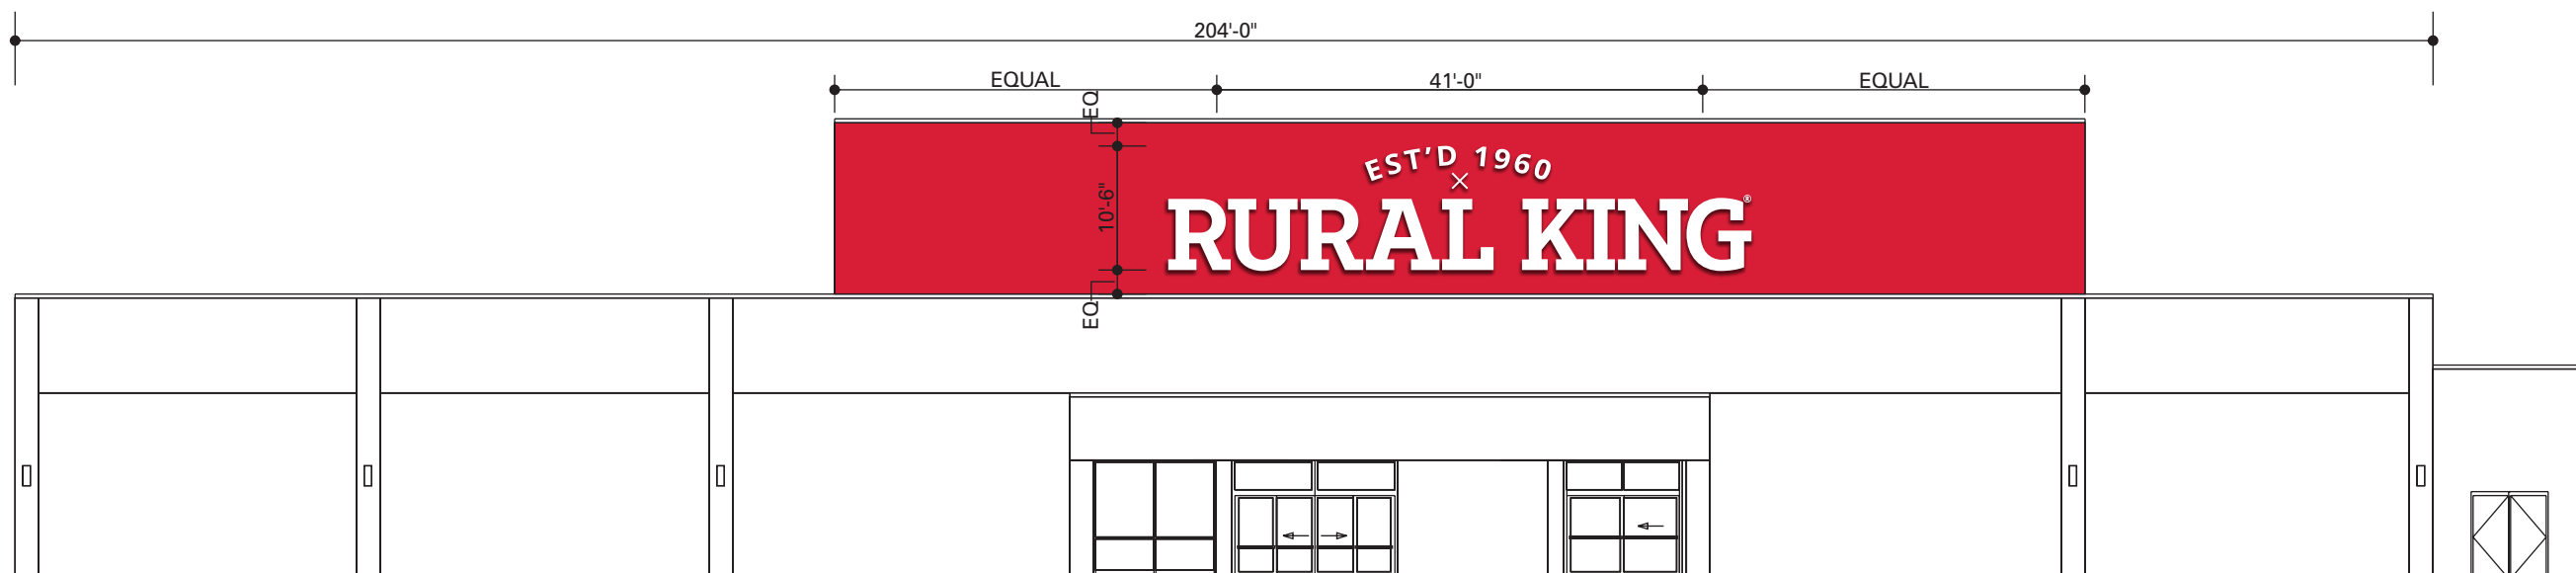 204'-0"
EQUAL
41'-0"
EQUAL
EQ
10'-6"
EQ
EST'D 1960
RURAL KING®